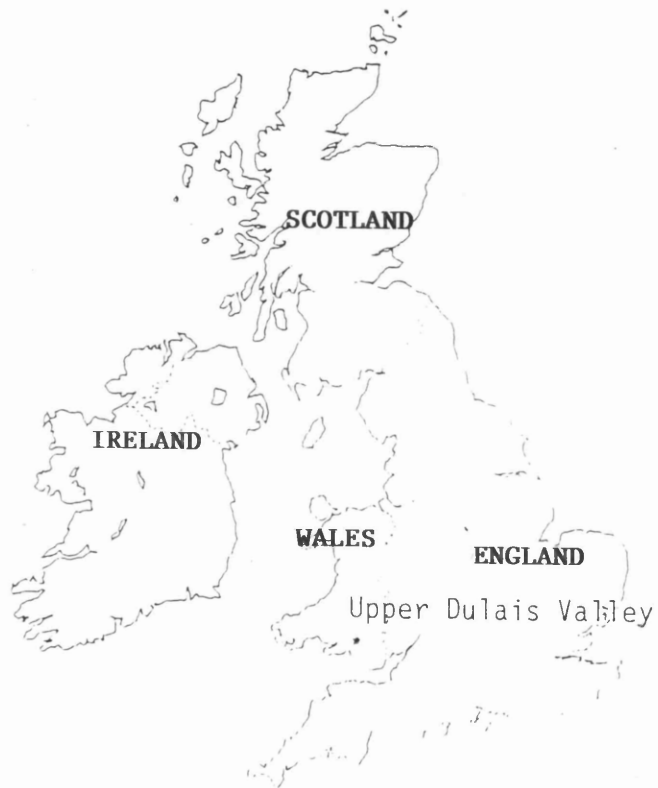 SCOTLAND
IRELAND
WALES
ENGLAND
Upper Dulais Valley